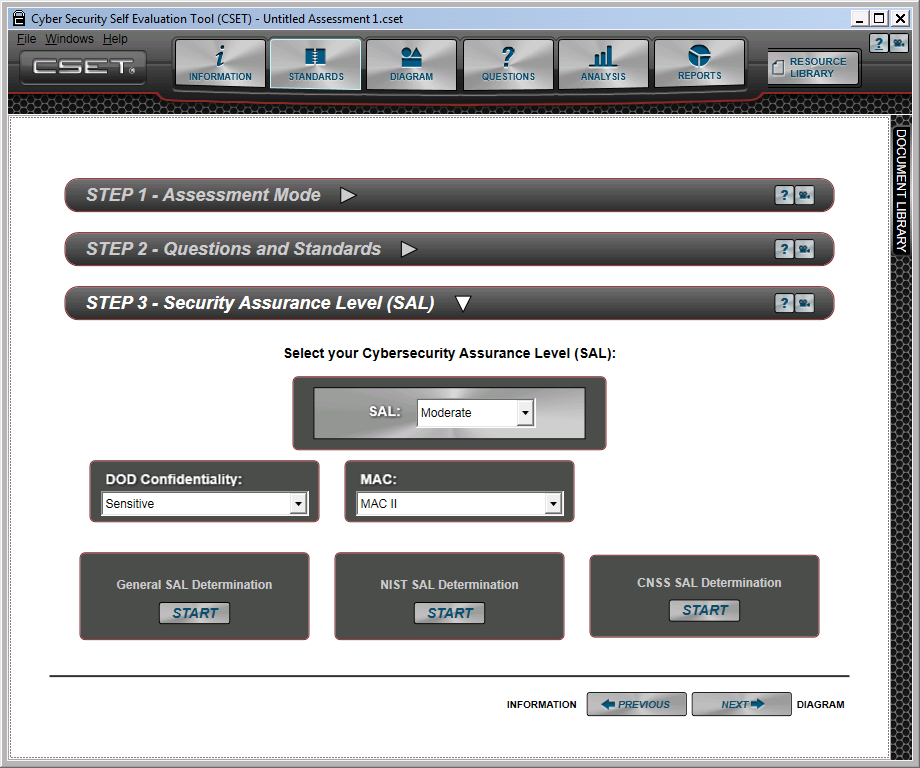 Cyber Security Self Evaluation Tool (CSET) - Untitled Assessment 1.cset
File Windows Help
CSET
INFORMATION
STANDARDS
DIAGRAM
QUESTIONS
ANALYSIS
REPORTS
RESOURCE
LIBRARY
DOCUMENT LIBRARY
STEP 1 - Assessment Mode
STEP 2 - Questions and Standards
STEP 3 - Security Assurance Level (SAL)
Select your Cybersecurity Assurance Level (SAL):
SAL: Moderate
DOD Confidentiality:
Sensitive
MAC:
MAC II
General SAL Determination
START
NIST SAL Determination
START
CNSS SAL Determination
START
INFORMATION PREVIOUS NEXT DIAGRAM